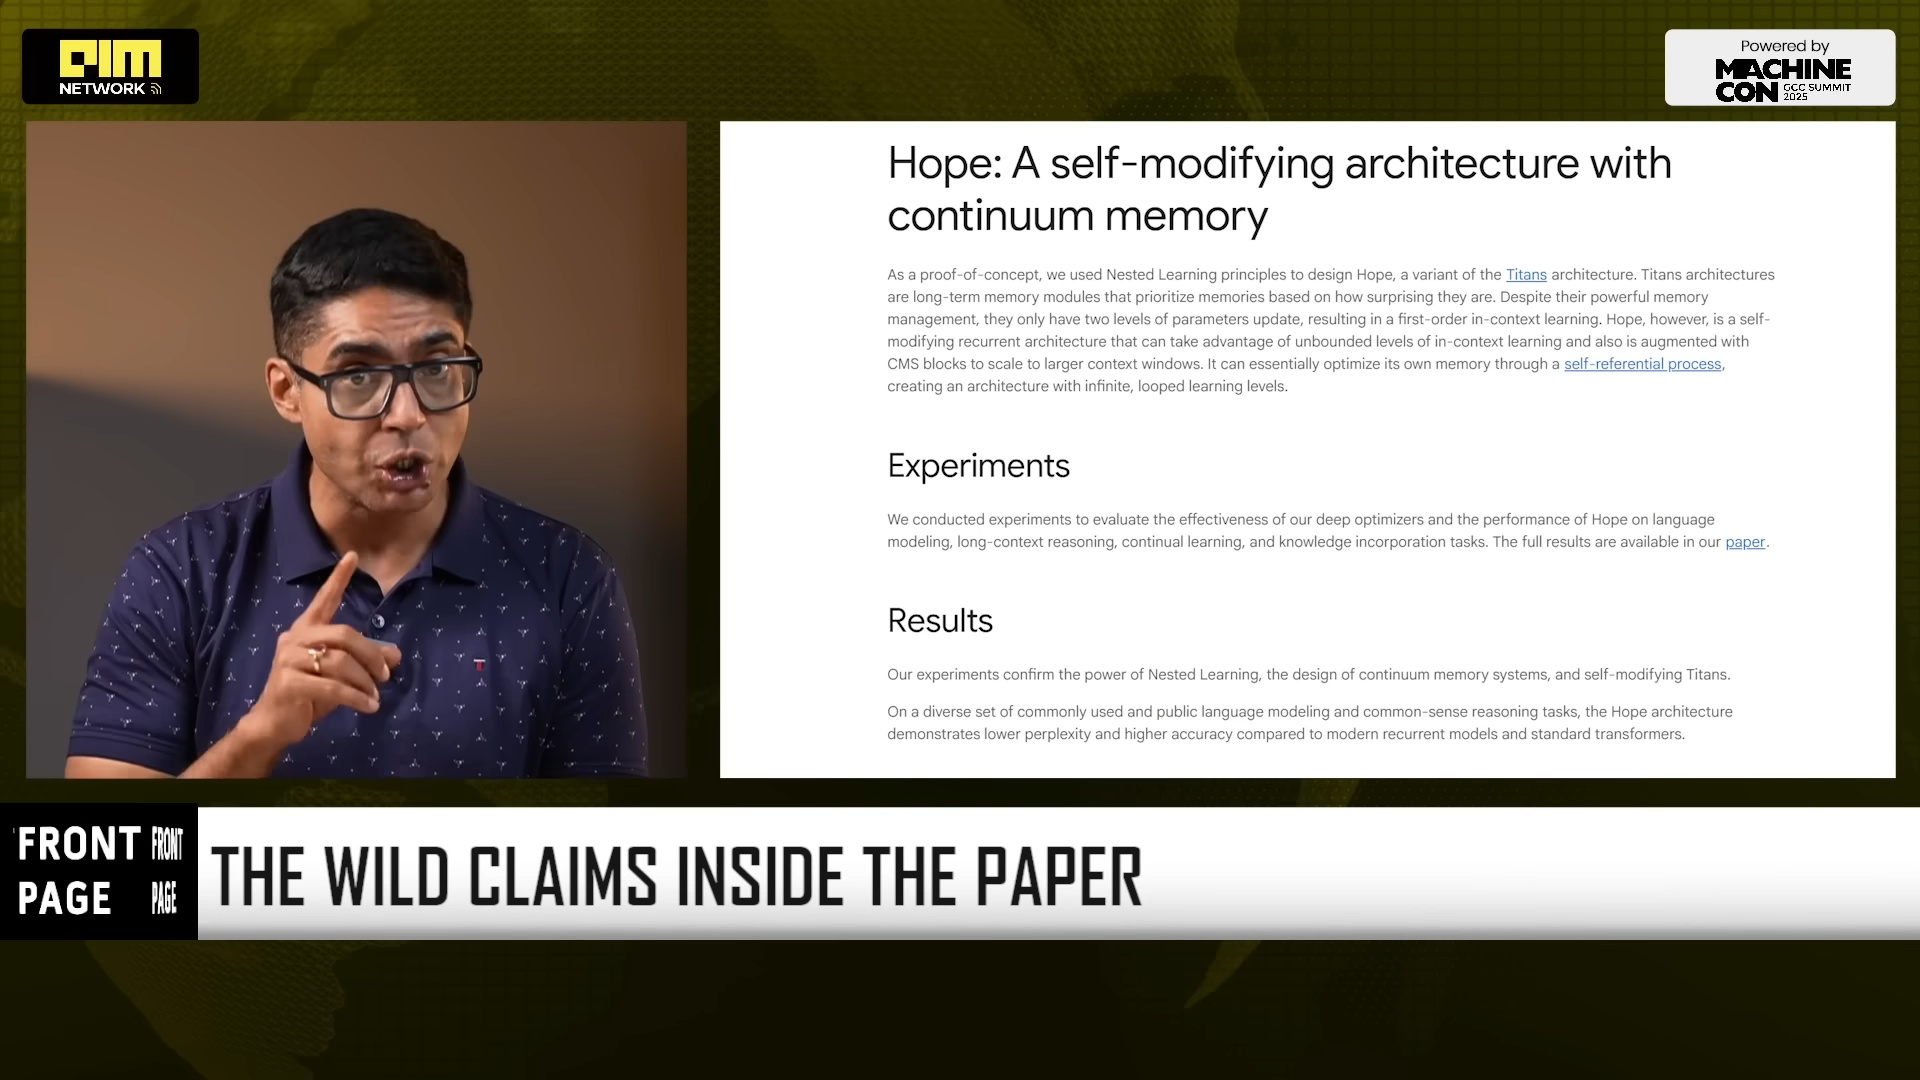 AIM
NETWORK
Powered by
MACHINE
CON GCC SUMMIT
2025
Hope: A self-modifying architecture with
continuum memory
As a proof-of-concept, we used Nested Learning principles to design Hope, a variant of the Titans architecture. Titans architectures
are long-term memory modules that prioritize memories based on how surprising they are. Despite their powerful memory
management, they only have two levels of parameters update, resulting in a first-order in-context learning. Hope, however, is a self-
modifying recurrent architecture that can take advantage of unbounded levels of in-context learning and also is augmented with
CMS blocks to scale to larger context windows. It can essentially optimize its own memory through a self-referential process,
creating an architecture with infinite, looped learning levels.
Experiments
We conducted experiments to evaluate the effectiveness of our deep optimizers and the performance of Hope on language
modeling, long-context reasoning, continual learning, and knowledge incorporation tasks. The full results are available in our paper.
Results
Our experiments confirm the power of Nested Learning, the design of continuum memory systems, and self-modifying Titans.
On a diverse set of commonly used and public language modeling and common-sense reasoning tasks, the Hope architecture
demonstrates lower perplexity and higher accuracy compared to modern recurrent models and standard transformers.
FRONT FRONT
PAGE PAGE
THE WILD CLAIMS INSIDE THE PAPER